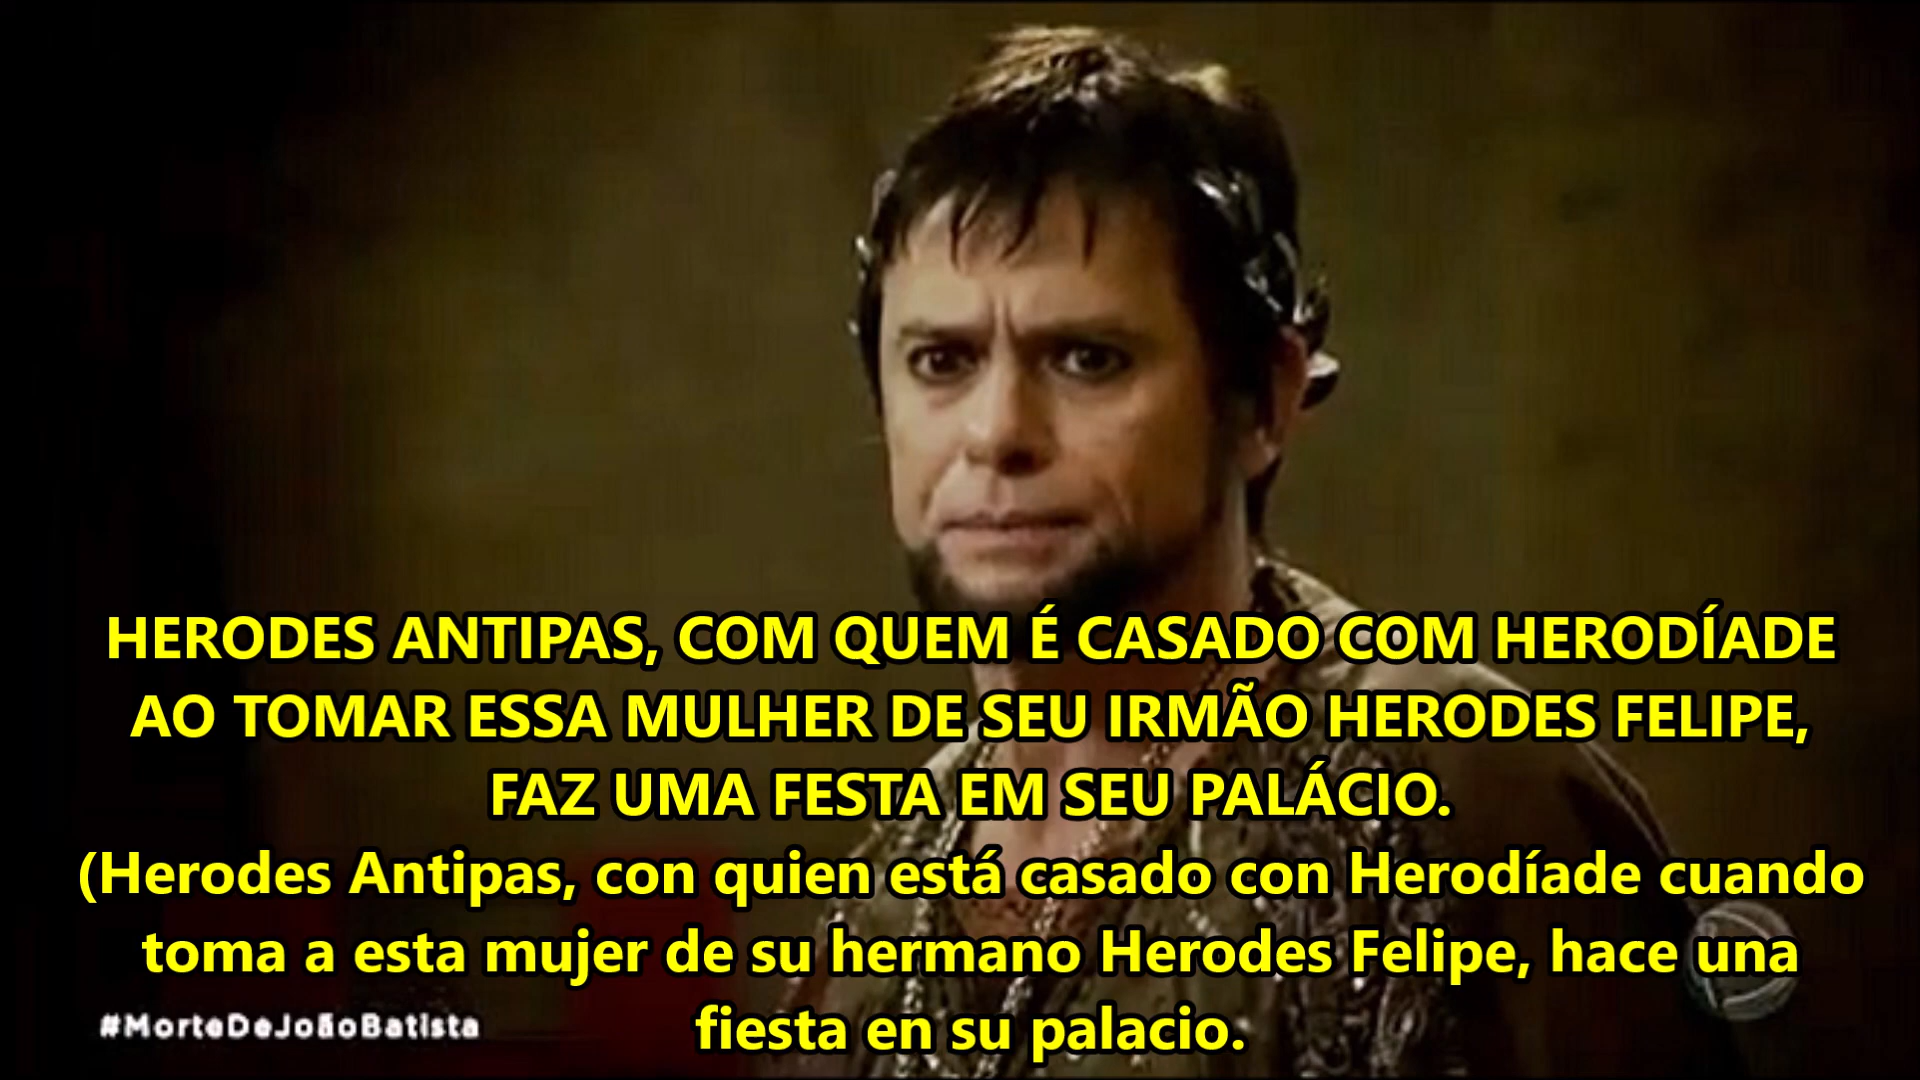 HERODES ANTIPAS, COM QUEM É CASADO COM HERODÍADE
AO TOMAR ESSA MULHER DE SEU IRMÃO HERODES FELIPE,
FAZ UMA FESTA EM SEU PALÁCIO.
(Herodes Antipas, con quien está casado con Herodíade cuando
toma a esta mujer de su hermano Herodes Felipe, hace una
fiesta en su palacio.
#MorteDeJoãoBatista